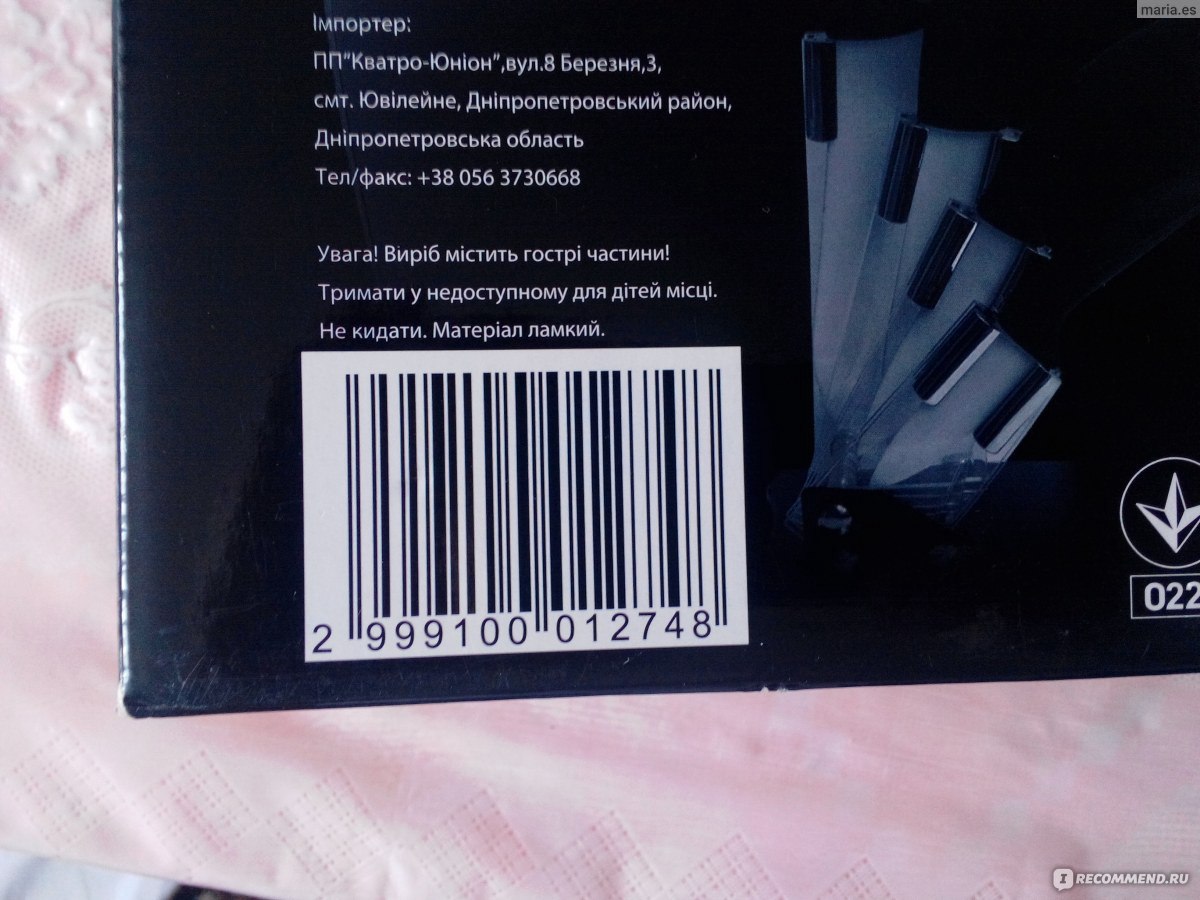 maria.es
Імпортер:
ПП"Кватро-Юніон",вул.8 Березня,3,
смт. Ювілейне, Дніпропетровський район,
Дніпропетровська область
Тел/факс: +38 056 3730668
Увага! Виріб містить гострі частини!
Тримати у недоступному для дітей місці.
Не кидати. Матеріал ламкий.
022
2 999100 012748
IRECOMMEND.RU